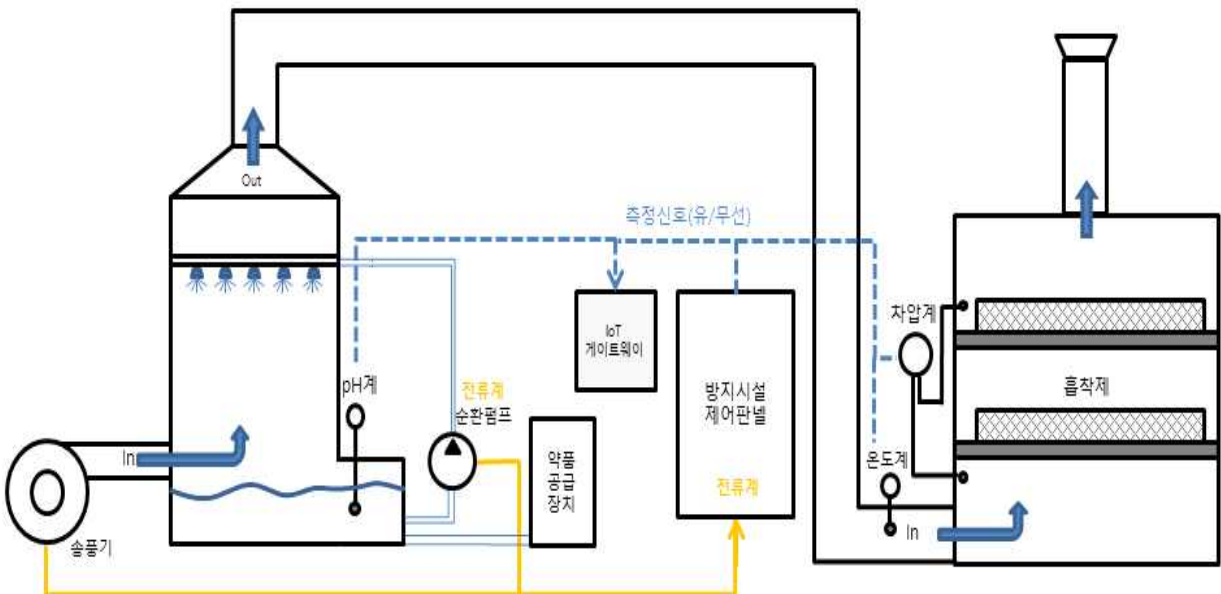 Out
측정신호(유/무선)
IoT
게이트웨이
방지시설
제어판넬
전류계
차압계
흡착제
pH계
전류계
순환펌프
약품
공급
장치
온도계
In
In
송풍기